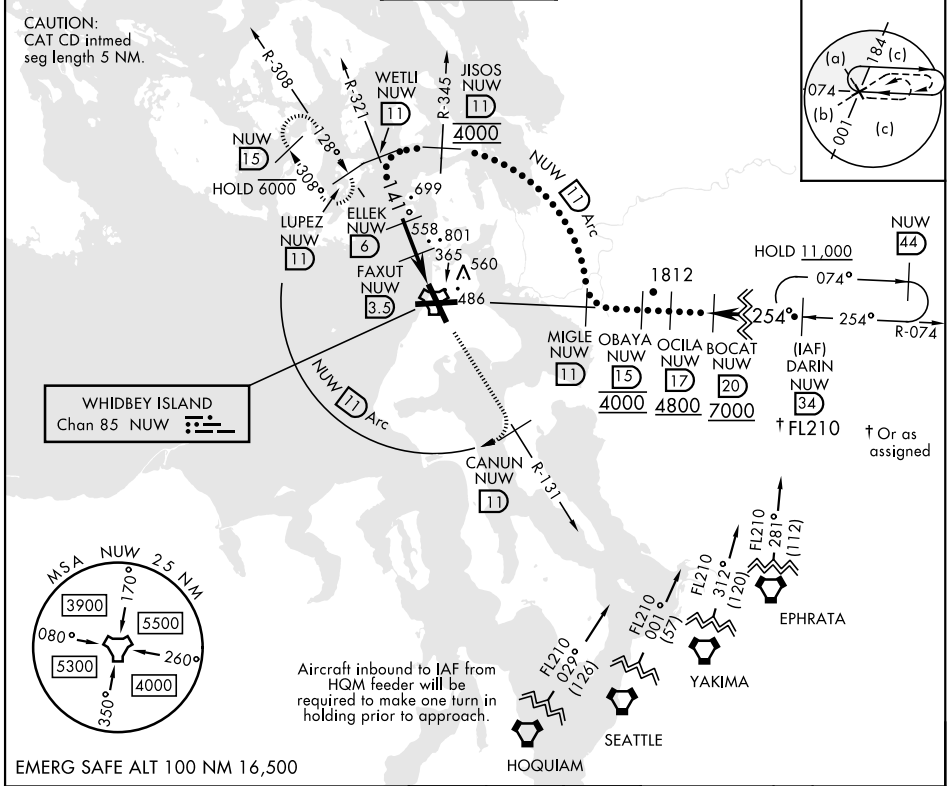 CAUTION:
CAT CD intmed
seg length 5 NM.
R-308
R-321
R-345
WETLI
NUW
11
JISOS
NUW
11
4000
NUW
15
HOLD 6000
128°
308°
LUPEZ
NUW
11
141°
699
ELLEK
NUW
6
558
801
365
560
486
FAXUT
NUW
3.5
NUW 11 Arc
1812
MIGLE
NUW
11
OBAYA
NUW
15
4000
OCILA
NUW
17
4800
BOCAT
NUW
20
7000
254°
(IAF)
DARIN
NUW
34
† FL210
† Or as
assigned
HOLD 11,000
074°
254°
NUW
44
R-074
(a)
184
(c)
074
(b)
001
(c)
WHIDBEY ISLAND
Chan 85 NUW
NUW 11 Arc
CANUN
NUW
11
R-131
MSA NUW 25 NM
170°
3900
5500
080°
260°
5300
4000
350°
Aircraft inbound to IAF from
HQM feeder will be
required to make one turn in
holding prior to approach.
FL210
029°
(126)
HOQUIAM
FL210
001°
(57)
SEATTLE
FL210
312°
(120)
YAKIMA
FL210
281°
(112)
EPHRATA
EMERG SAFE ALT 100 NM 16,500